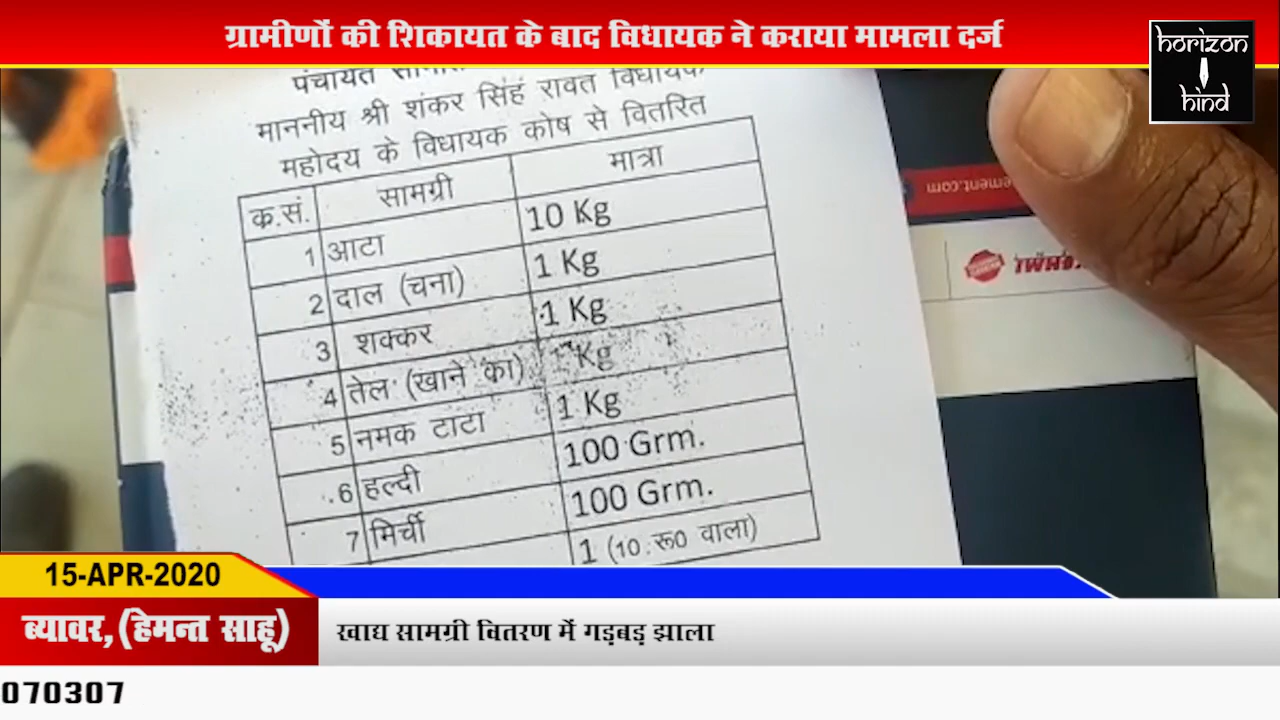 ग्रामीणों की शिकायत के बाद विधायक ने कराया मामला दर्ज
horizon
hind
पंचायत
माननीय श्री शंकर सिंह रावत विधायक
महोदय के विधायक कोष से वितरित
क.सं. सामग्री मात्रा
1 आटा 10 Kg
2 दाल (चना) 1 Kg
3 शक्कर 1 Kg
4 तेल (खाने का) Kg
5 नमक टाटा 1 Kg
6 हल्दी 100 Grm.
7 मिर्ची 100 Grm.
1 (10 रू0 वाला)
15-APR-2020
ब्यावर, (हेमन्त साहू)
खाद्य सामग्री वितरण में गड़बड़ झाला
070307